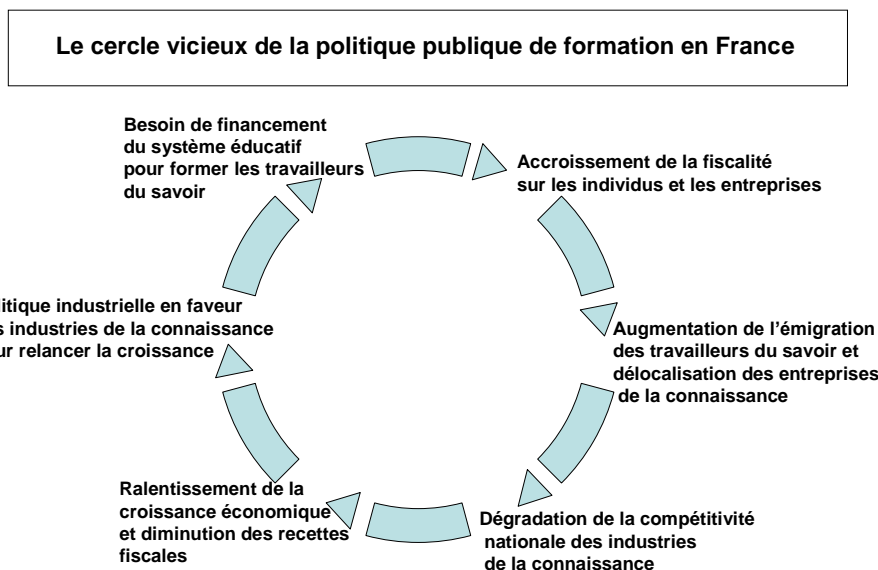 Le cercle vicieux de la politique publique de formation en France
Besoin de financement
du système éducatif
pour former les travailleurs
du savoir
Accroissement de la fiscalité
sur les individus et les entreprises
Augmentation de l’émigration
des travailleurs du savoir et
délocalisation des entreprises
de la connaissance
Dégradation de la compétitivité
nationale des industries
de la connaissance
Ralentissement de la
croissance économique
et diminution des recettes
fiscales
litique industrielle en faveur
s industries de la connaissance
ur relancer la croissance